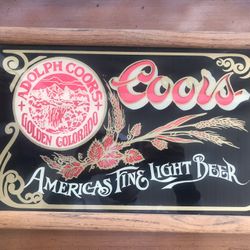 ADOLPH COORS
GOLDEN COLORADO
Coors
AMERICAS FINE LIGHT BEER